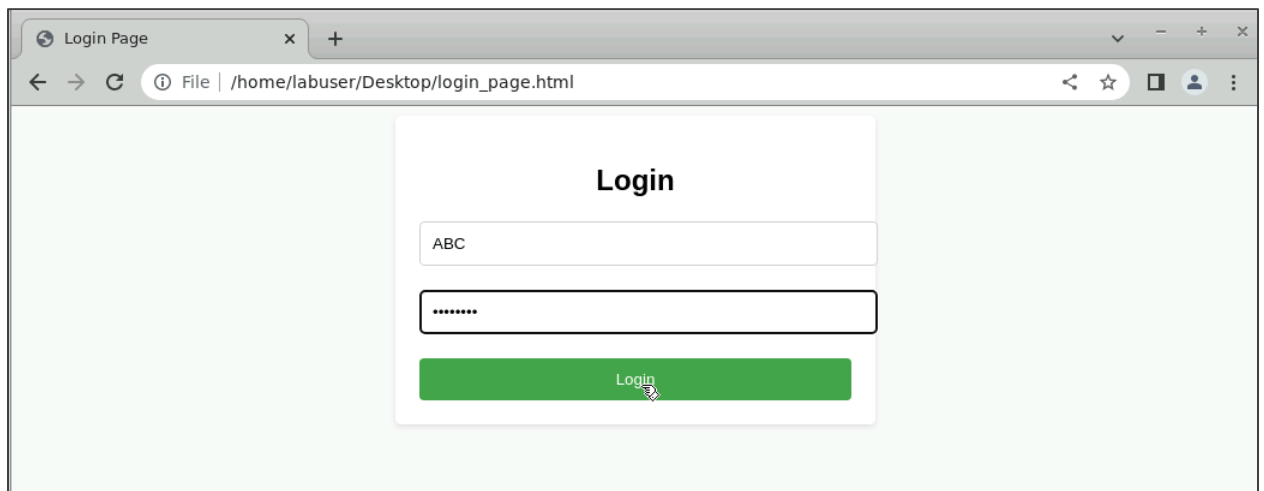 Login Page
File | /home/labuser/Desktop/login_page.html
Login
ABC
••••••••
Login